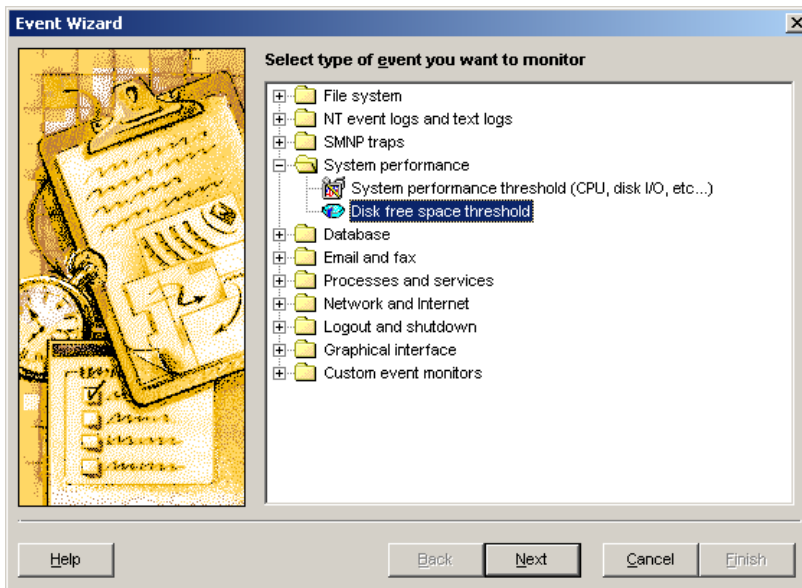 Event Wizard
Select type of event you want to monitor
File system
NT event logs and text logs
SMNP traps
System performance
System performance threshold (CPU, disk I/O, etc...)
Disk free space threshold
Database
Email and fax
Processes and services
Network and Internet
Logout and shutdown
Graphical interface
Custom event monitors
Help
Back
Next
Cancel
Finish